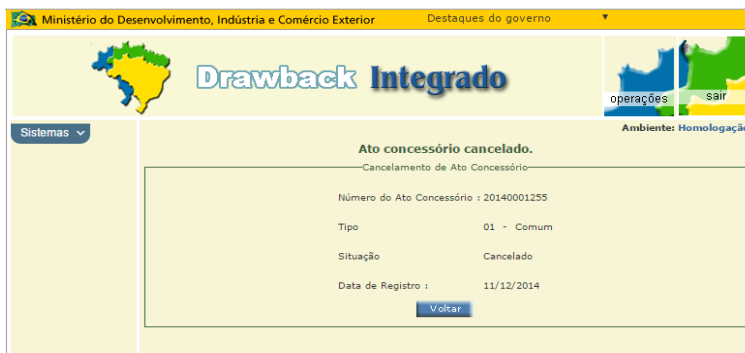 Ministério do Desenvolvimento, Indústria e Comércio Exterior Destaques do governo
Drawback Integrado
operações sair
Sistemas
Ambiente: Homologação
Ato concessório cancelado.
Cancelamento de Ato Concessório
Número do Ato Concessório : 20140001255
Tipo 01 - Comum
Situação Cancelado
Data de Registro : 11/12/2014
Voltar